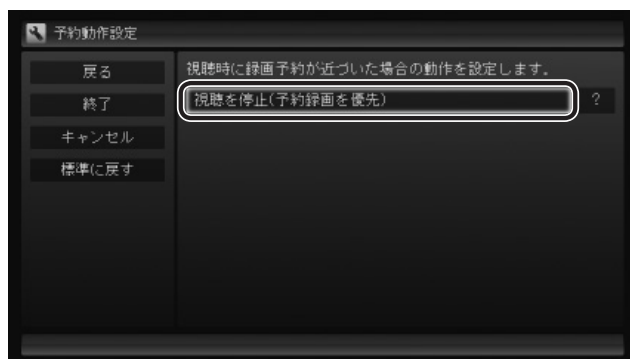 予約動作設定
戻る
終了
キャンセル
標準に戻す
視聴時に録画予約が近づいた場合の動作を設定します。
視聴を停止(予約録画を優先)
?